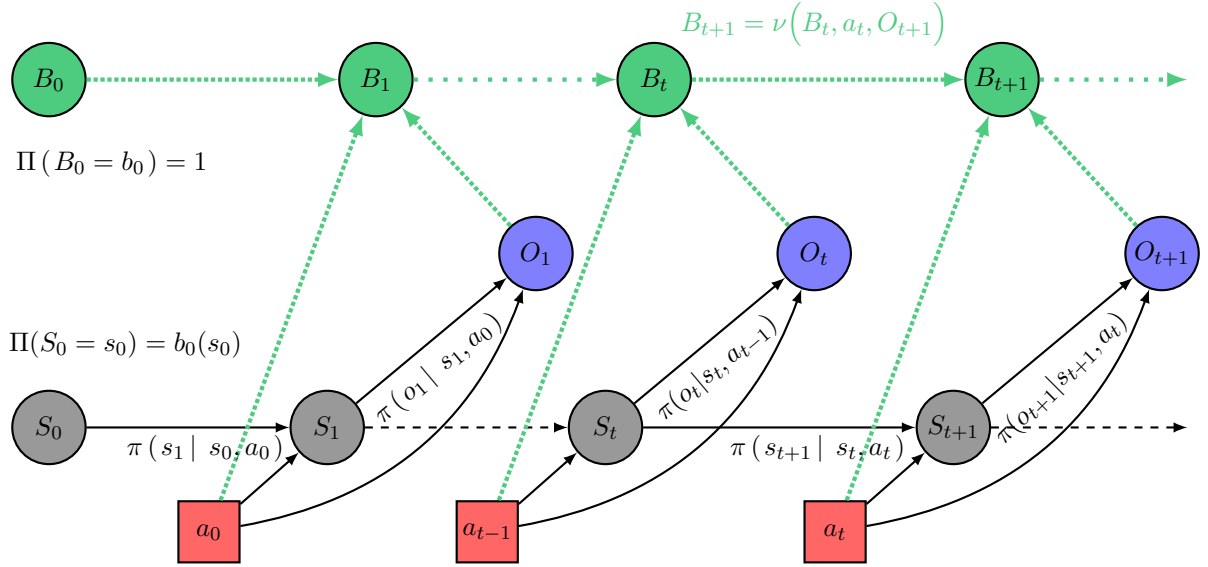 B_{t+1} = ν(B_t, a_t, O_{t+1})
B_0
B_1
B_t
B_{t+1}
Π (B_0 = b_0) = 1
O_1
O_t
O_{t+1}
Π(S_0 = s_0) = b_0(s_0)
π (o_1 | s_1, a_0)
π(o_t|s_t, a_{t−1})
π(o_{t+1}|s_{t+1}, a_t)
S_0
S_1
S_t
S_{t+1}
π (s_1 | s_0, a_0)
π (s_{t+1} | s_t, a_t)
a_0
a_{t−1}
a_t